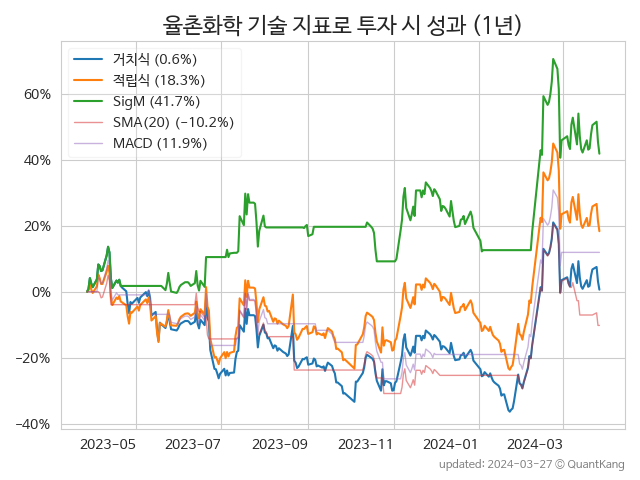 율촌화학 기술 지표로 투자 시 성과 (1년)
거치식 (0.6%)
적립식 (18.3%)
SigM (41.7%)
SMA(20) (−10.2%)
MACD (11.9%)
60%
40%
20%
0%
−20%
−40%
2023−05 2023−07 2023−09 2023−11 2024−01 2024−03
updated: 2024−03−27 © QuantKang